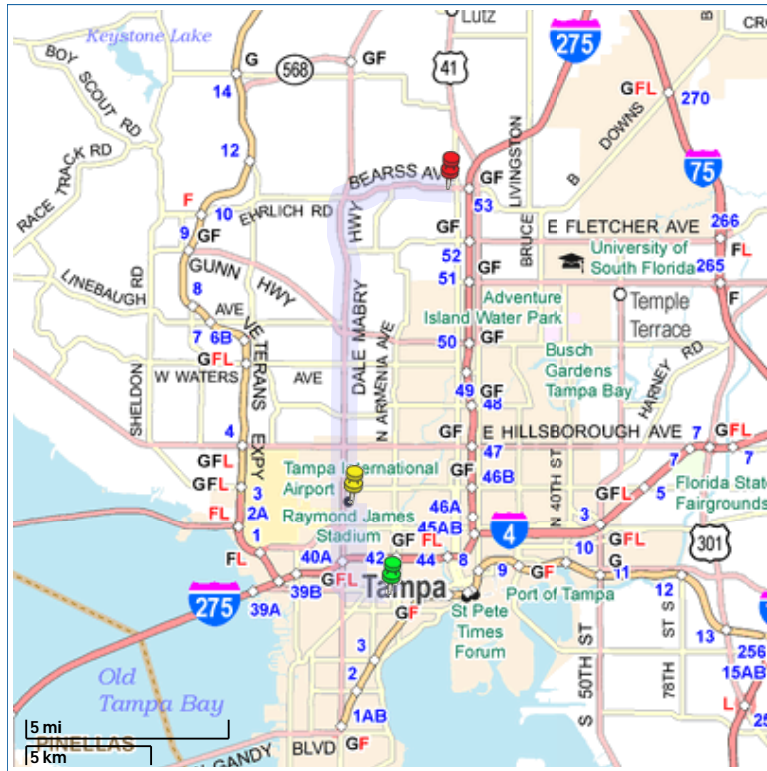 Lutz
Keystone Lake
BOY SCOUT RD
G
568
GF
41
275
B
CRO
14
GFL
270
DOWNS
75
RACE TRACK RD
12
BEARSS AV
GF
53
LIVINGSTON
B
F
10
EHRLICH RD
HWY
9
GF
GF
52
BRUCE
E FLETCHER AVE
266
FL
University of
South Florida
265
GUNN HWY
51
GF
F
LINEBAUGH AVE
RD
8
Adventure
Island Water Park
Temple
Terrace
7
6B
VETERANS
DALE MABRY
N ARMENIA AVE
50
GF
Busch
Gardens
Tampa Bay
HARNEY RD
GFL
W WATERS AVE
SHELDON
49
GF
48
4
EXPY
GF
E HILLSBOROUGH AVE
47
7
GFL
7
7
GFL
GFL
3
Tampa International
Airport
GF
46B
N 40TH ST
GFL
5
Florida State
Fairgrounds
FL
2A
Raymond James
Stadium
46A
45AB
4
3
1
FL
40A
42
GF
FL
44
8
10
GFL
G
301
275
39A
39B
GFL
Tampa
9
GF
11
12
GF
St Pete
Times
Forum
Port of Tampa
3
2
S 50TH ST
78TH ST S
13
256
15AB
Old
Tampa Bay
1AB
L
5 mi
PINELLAS
5 km
GANDY BLVD
GF
25